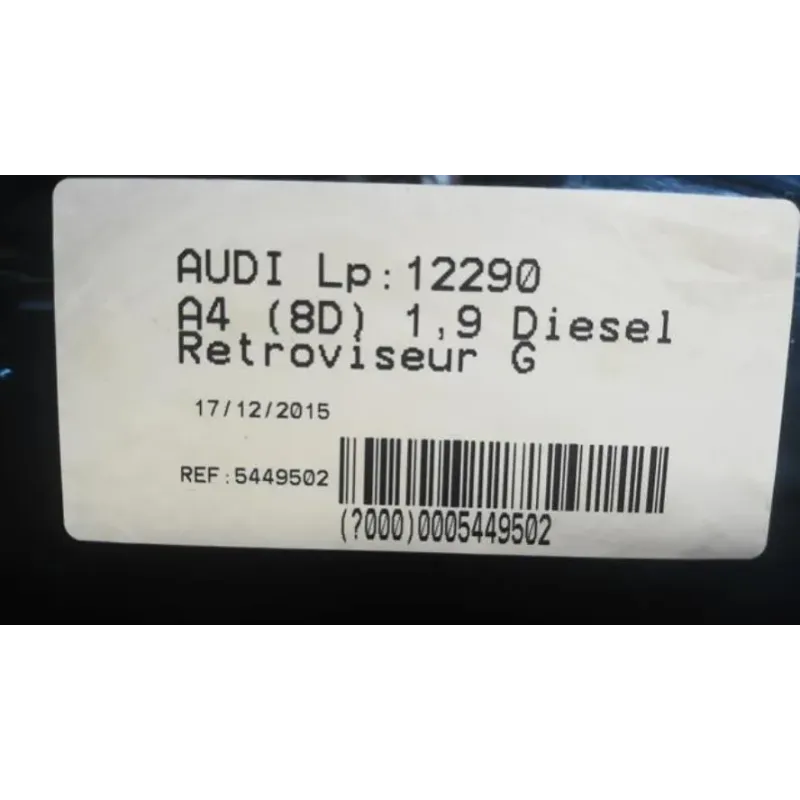 AUDI Lp:12290
A4 (8D) 1,9 Diesel
Retroviseur G
17/12/2015
REF:5449502
(?000)0005449502